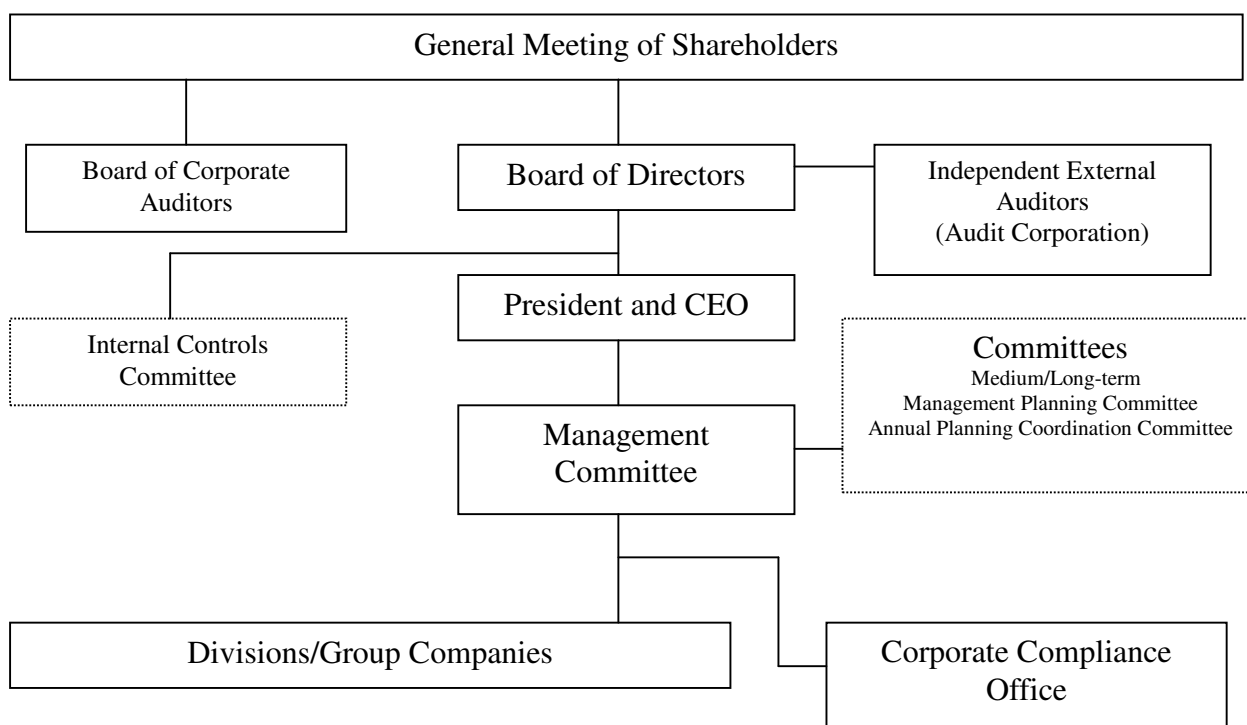 General Meeting of Shareholders
Board of Corporate
Auditors
Board of Directors
Independent External
Auditors
(Audit Corporation)
President and CEO
Internal Controls
Committee
Committees
Medium/Long-term
Management Planning Committee
Annual Planning Coordination Committee
Management
Committee
Divisions/Group Companies
Corporate Compliance
Office